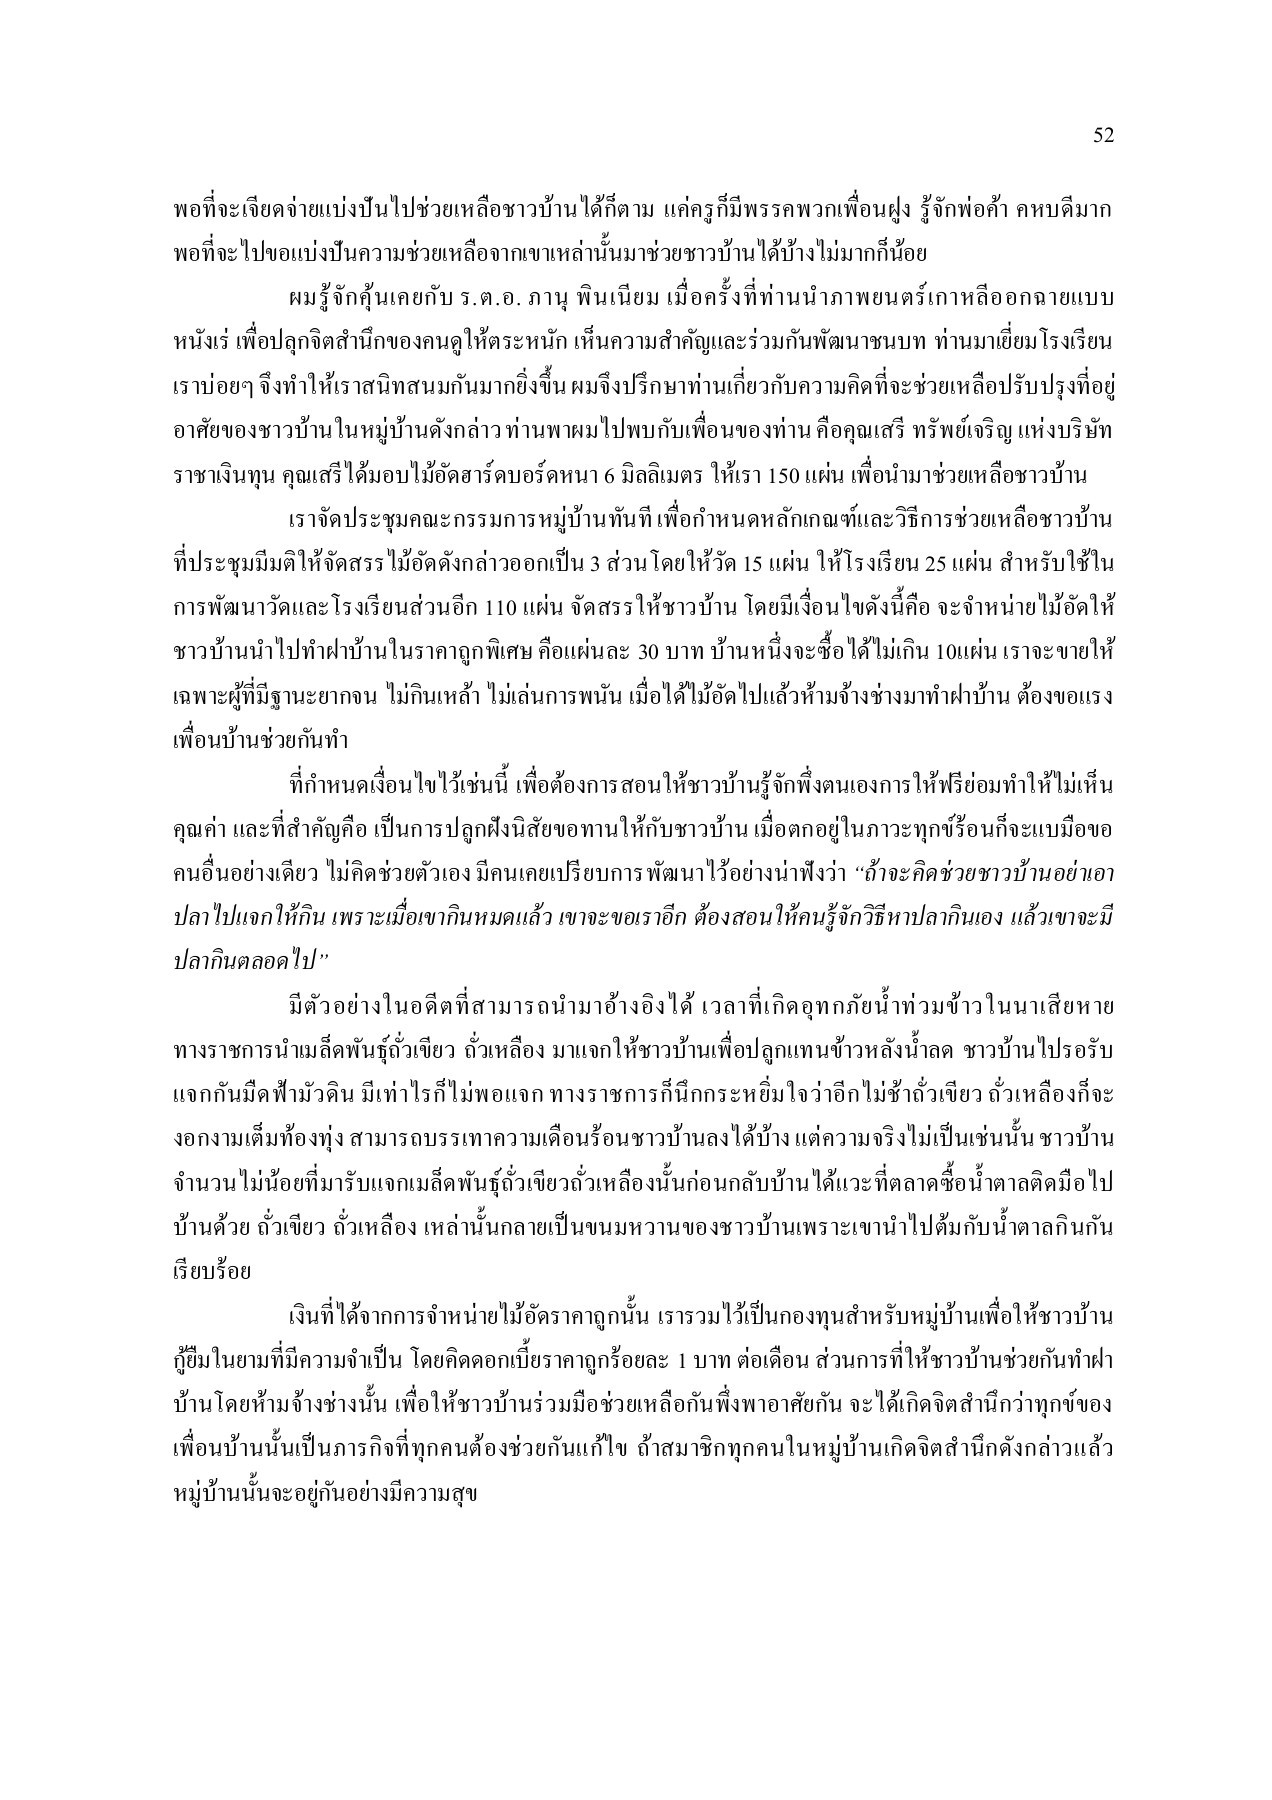 52
พอที่จะเจียดจ่ายแบ่งปันไปช่วยเหลือชาวบ้านได้ก็ตาม แค่ครูก็มีพรรคพวกเพื่อนฝูง รู้จักพ่อค้า คหบดีมาก
พอที่จะไปขอแบ่งปันความช่วยเหลือจากเขาเหล่านั้นมาช่วยชาวบ้านได้บ้างไม่มากก็น้อย
ผมรู้จักคุ้นเคยกับ ร.ต.อ. ภานุ พินเนียม เมื่อครั้งที่ท่านนำภาพยนตร์เกาหลีออกฉายแบบ
หนังเร่ เพื่อปลุกจิตสำนึกของคนดูให้ตระหนัก เห็นความสำคัญและร่วมกันพัฒนาชนบท ท่านมาเยี่ยมโรงเรียน
เราบ่อยๆ จึงทำให้เราสนิทสนมกันมากยิ่งขึ้น ผมจึงปรึกษาท่านเกี่ยวกับความคิดที่จะช่วยเหลือปรับปรุงที่อยู่
อาศัยของชาวบ้านในหมู่บ้านดังกล่าว ท่านพาผมไปพบกับเพื่อนของท่าน คือคุณเสรี ทรัพย์เจริญ แห่งบริษัท
ราชาเงินทุน คุณเสรีได้มอบไม้อัดฮาร์ดบอร์ดหนา 6 มิลลิเมตร ให้เรา 150 แผ่น เพื่อนำมาช่วยเหลือชาวบ้าน
เราจัดประชุมคณะกรรมการหมู่บ้านทันที เพื่อกำหนดหลักเกณฑ์และวิธีการช่วยเหลือชาวบ้าน
ที่ประชุมมีมติให้จัดสรรไม้อัดดังกล่าวออกเป็น 3 ส่วนโดยให้วัด 15 แผ่น ให้โรงเรียน 25 แผ่น สำหรับใช้ใน
การพัฒนาวัดและโรงเรียนส่วนอีก 110 แผ่น จัดสรรให้ชาวบ้าน โดยมีเงื่อนไขดังนี้คือ จะจำหน่ายไม้อัดให้
ชาวบ้านนำไปทำฝาบ้านในราคาถูกพิเศษ คือแผ่นละ 30 บาท บ้านหนึ่งจะซื้อได้ไม่เกิน 10แผ่น เราจะขายให้
เฉพาะผู้ที่มีฐานะยากจน ไม่กินเหล้า ไม่เล่นการพนัน เมื่อได้ไม้อัดไปแล้วห้ามจ้างช่างมาทำฝาบ้าน ต้องขอแรง
เพื่อนบ้านช่วยกันทำ
ที่กำหนดเงื่อนไขไว้เช่นนี้ เพื่อต้องการสอนให้ชาวบ้านรู้จักพึ่งตนเองการให้ฟรีย่อมทำให้ไม่เห็น
คุณค่า และที่สำคัญคือ เป็นการปลูกฝังนิสัยขอทานให้กับชาวบ้าน เมื่อตกอยู่ในภาวะทุกข์ร้อนก็จะแบมือขอ
คนอื่นอย่างเดียว ไม่คิดช่วยตัวเอง มีคนเคยเปรียบการพัฒนาไว้อย่างน่าฟังว่า “ถ้าจะคิดช่วยชาวบ้านอย่าเอา
ปลาไปแจกให้กิน เพราะเมื่อเขากินหมดแล้ว เขาจะขอเราอีก ต้องสอนให้คนรู้จักวิธีหาปลากินเอง แล้วเขาจะมี
ปลากินตลอดไป”
มีตัวอย่างในอดีตที่สามารถนำมาอ้างอิงได้ เวลาที่เกิดอุทกภัยน้ำท่วมข้าวในนาเสียหาย
ทางราชการนำเมล็ดพันธุ์ถั่วเขียว ถั่วเหลือง มาแจกให้ชาวบ้านเพื่อปลูกแทนข้าวหลังน้ำลด ชาวบ้านไปรอรับ
แจกกันมืดฟ้ามัวดิน มีเท่าไรก็ไม่พอแจก ทางราชการก็นึกกระหยิ่มใจว่าอีกไม่ช้าถั่วเขียว ถั่วเหลืองก็จะ
งอกงามเต็มท้องทุ่ง สามารถบรรเทาความเดือนร้อนชาวบ้านลงได้บ้าง แต่ความจริงไม่เป็นเช่นนั้น ชาวบ้าน
จำนวนไม่น้อยที่มารับแจกเมล็ดพันธุ์ถั่วเขียวถั่วเหลืองนั้นก่อนกลับบ้านได้แวะที่ตลาดซื้อน้ำตาลติดมือไป
บ้านด้วย ถั่วเขียว ถั่วเหลือง เหล่านั้นกลายเป็นขนมหวานของชาวบ้านเพราะเขานำไปต้มกับน้ำตาลกินกัน
เรียบร้อย
เงินที่ได้จากการจำหน่ายไม้อัดราคาถูกนั้น เรารวมไว้เป็นกองทุนสำหรับหมู่บ้านเพื่อให้ชาวบ้าน
กู้ยืมในยามที่มีความจำเป็น โดยคิดดอกเบี้ยราคาถูกร้อยละ 1 บาท ต่อเดือน ส่วนการที่ให้ชาวบ้านช่วยกันทำฝา
บ้านโดยห้ามจ้างช่างนั้น เพื่อให้ชาวบ้านร่วมมือช่วยเหลือกันพึ่งพาอาศัยกัน จะได้เกิดจิตสำนึกว่าทุกข์ของ
เพื่อนบ้านนั้นเป็นภารกิจที่ทุกคนต้องช่วยกันแก้ไข ถ้าสมาชิกทุกคนในหมู่บ้านเกิดจิตสำนึกดังกล่าวแล้ว
หมู่บ้านนั้นจะอยู่กันอย่างมีความสุข